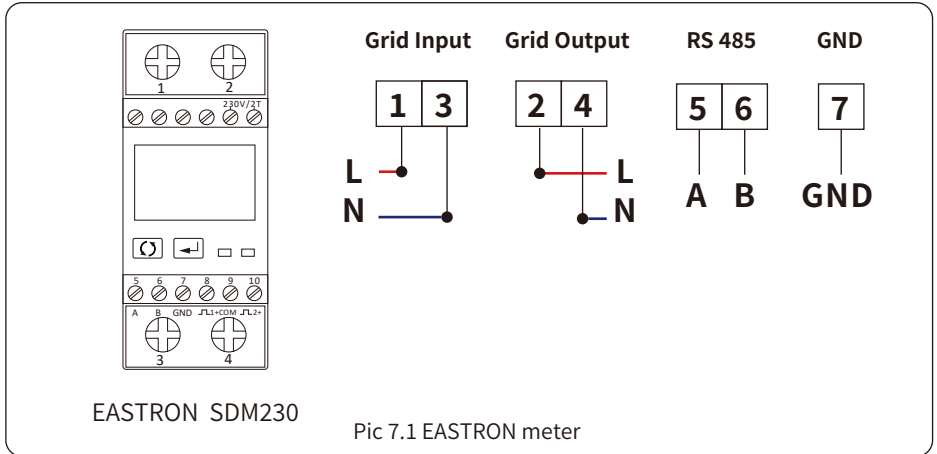 Grid Input Grid Output RS 485 GND
1 2
230V/2T
1 3 2 4 5 6 7
L L A B GND
N N
5 6 7 8 9 10
A B GND 1+COM 2+
3 4
EASTRON SDM230
Pic 7.1 EASTRON meter